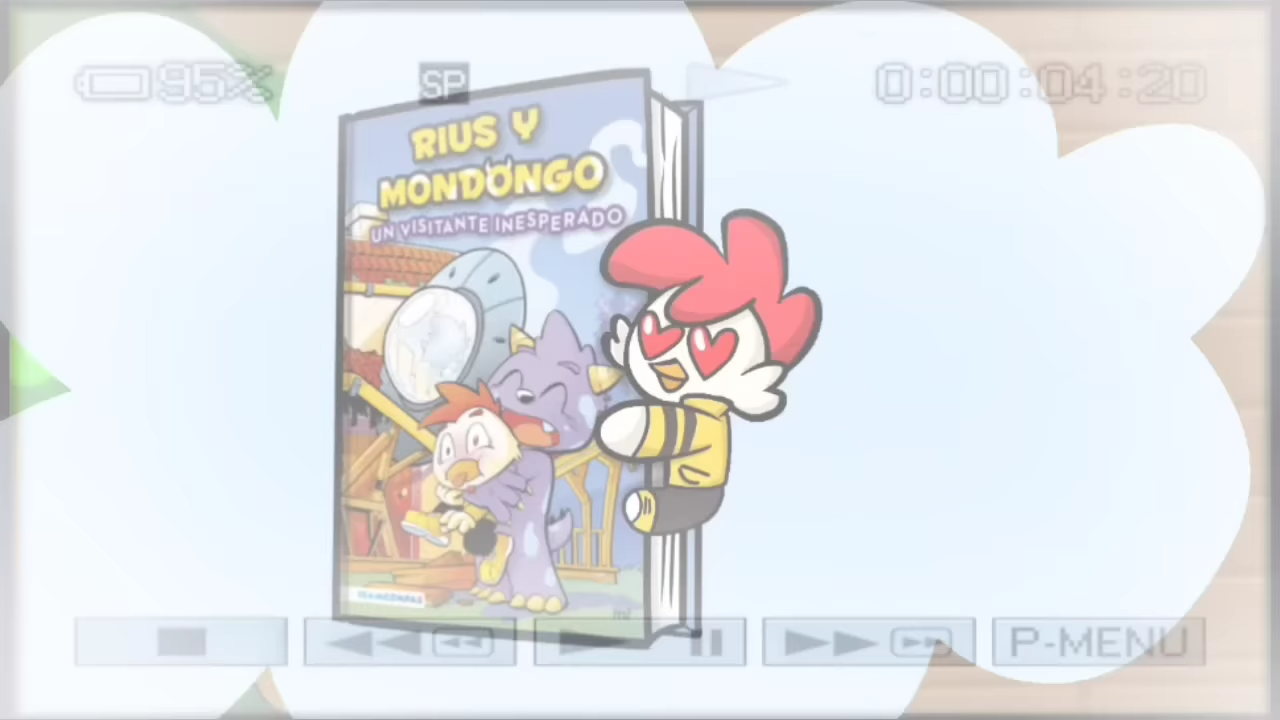 95%
SP
0:00:04:20
RIUS Y
MONDONGO
UN VISITANTE INESPERADO
P-MENU